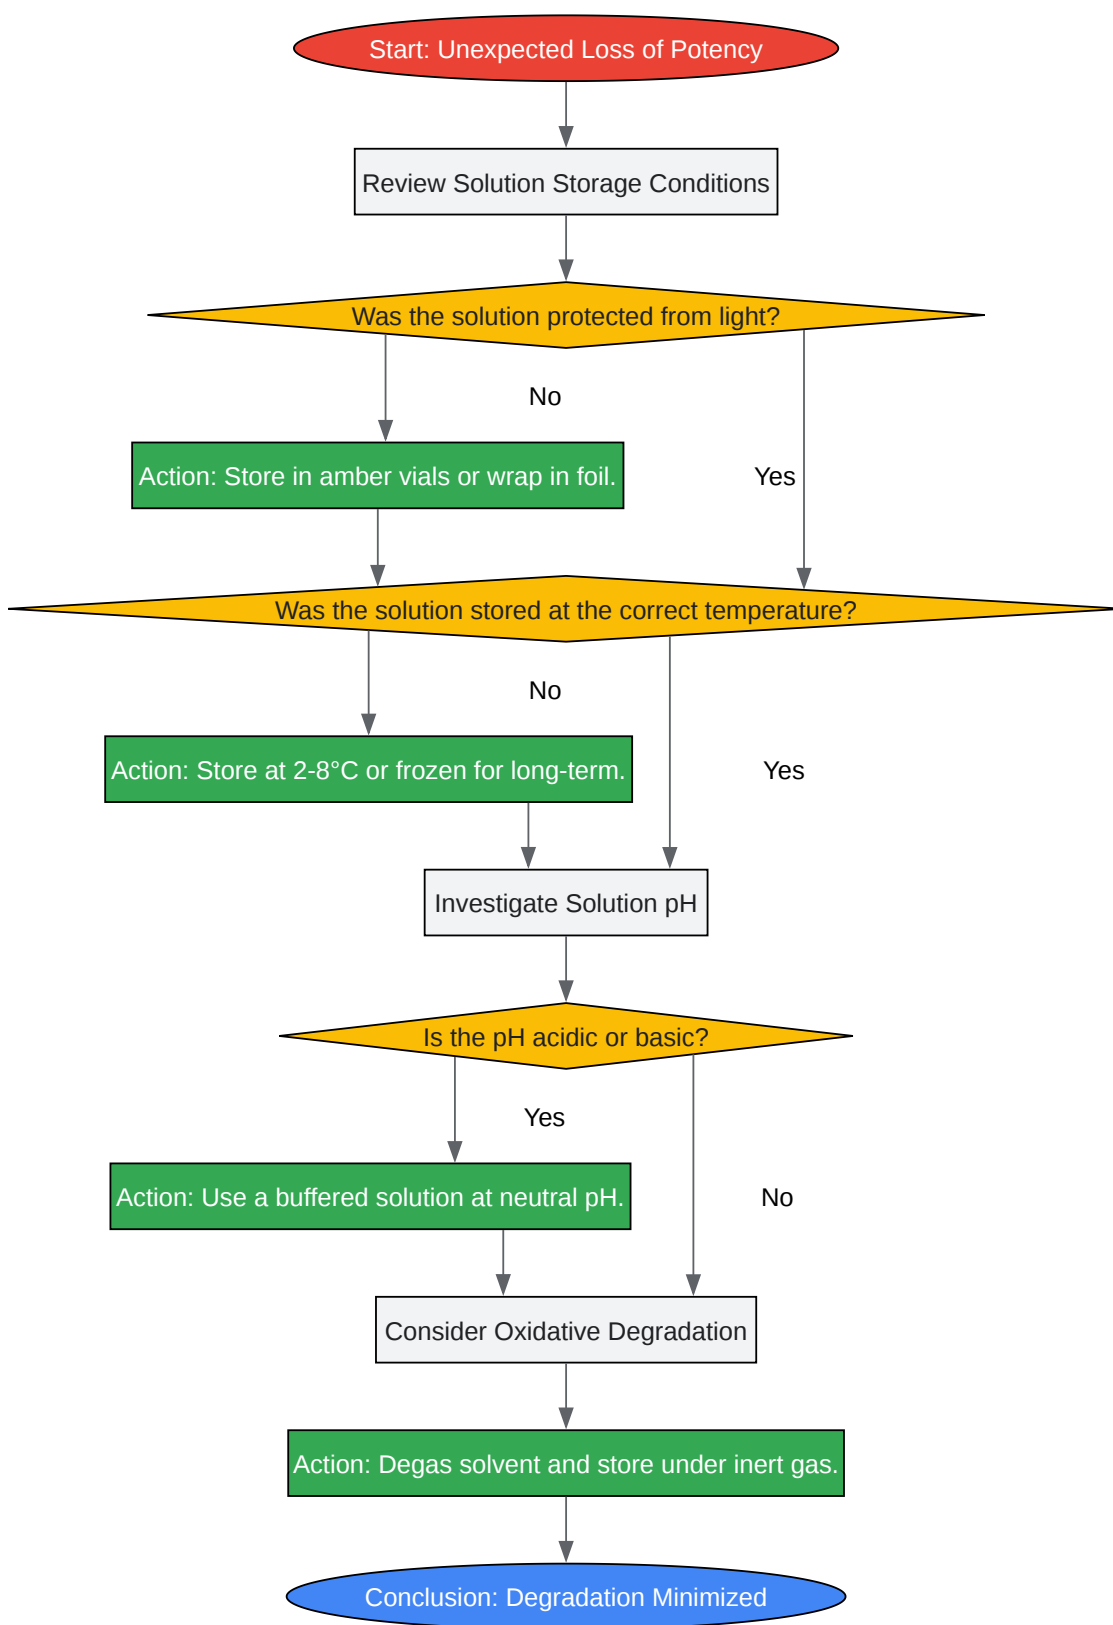 Start: Unexpected Loss of Potency
Review Solution Storage Conditions
Was the solution protected from light?
No
Action: Store in amber vials or wrap in foil.
Yes
Was the solution stored at the correct temperature?
No
Action: Store at 2-8°C or frozen for long-term.
Yes
Investigate Solution pH
Is the pH acidic or basic?
Yes
Action: Use a buffered solution at neutral pH.
No
Consider Oxidative Degradation
Action: Degas solvent and store under inert gas.
Conclusion: Degradation Minimized